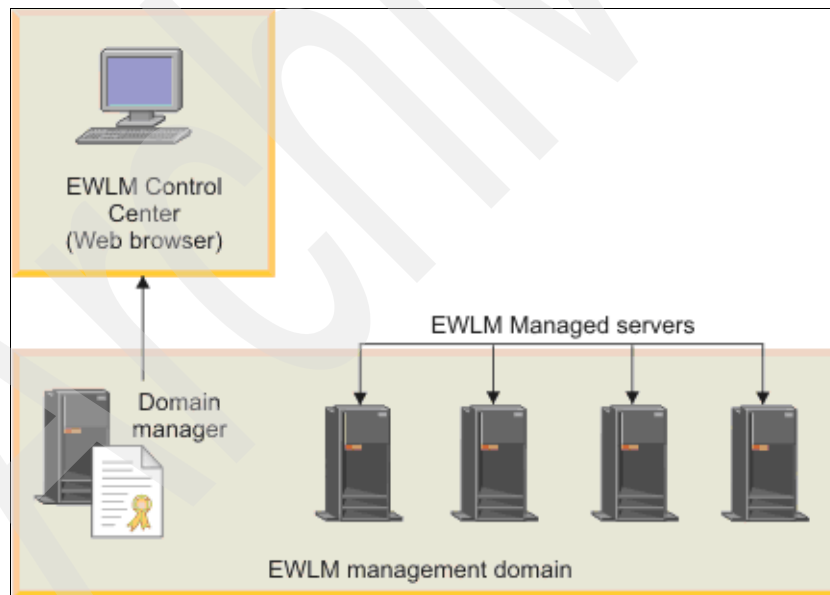 EWLM Control
Center
(Web browser)
EWLM Managed servers
Domain
manager
EWLM management domain